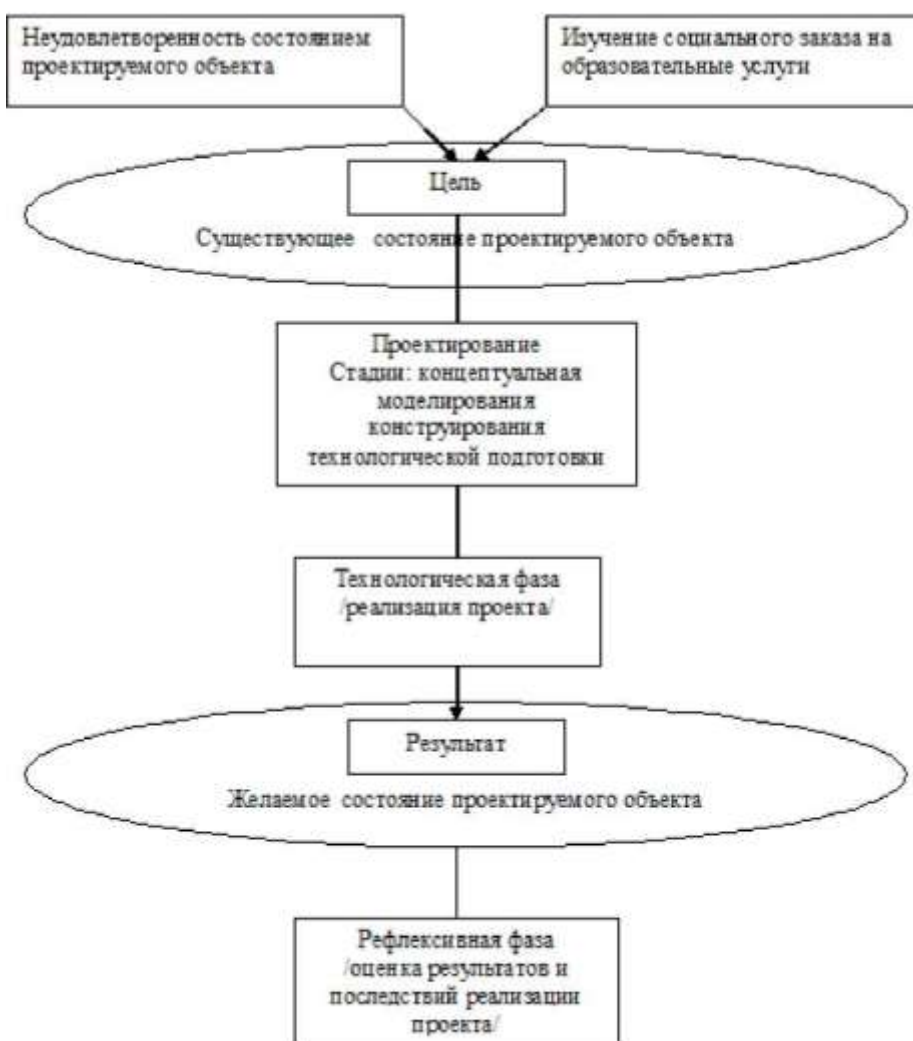 Неудовлетворенность состоянием
проектируемого объекта
Изучение социального заказа на
образовательные услуги
Цель
Существующее состояние проектируемого объекта
Проектирование
Стадии: концептуальная
моделирования
конструирования
технологической подготовки
Технологическая фаза
/реализация проекта/
Результат
Желаемое состояние проектируемого объекта
Рефлексивная фаза
/оценка результатов и
последствий реализации
проекта/